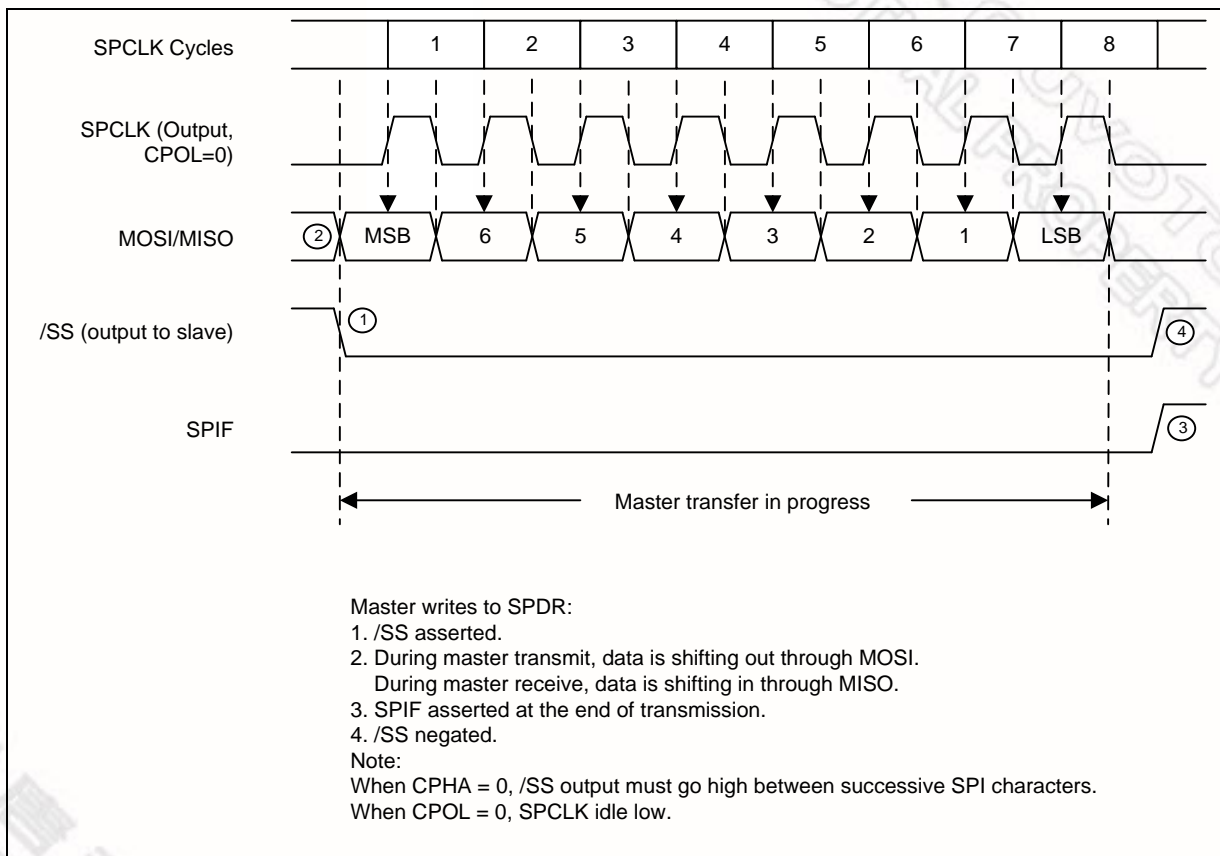 SPCLK Cycles
1 2 3 4 5 6 7 8
SPCLK (Output,
CPOL=0)
MOSI/MISO
2 MSB 6 5 4 3 2 1 LSB
/SS (output to slave)
1
4
SPIF
3
Master transfer in progress
Master writes to SPDR:
1. /SS asserted.
2. During master transmit, data is shifting out through MOSI.
During master receive, data is shifting in through MISO.
3. SPIF asserted at the end of transmission.
4. /SS negated.
Note:
When CPHA = 0, /SS output must go high between successive SPI characters.
When CPOL = 0, SPCLK idle low.